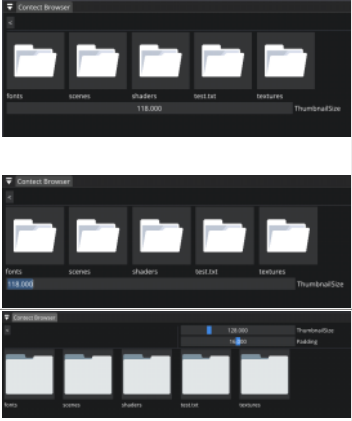 Contect Browser
<
fonts scenes shaders test.txt textures
118.000 ThumbnailSize
Contect Browser
<
fonts scenes shaders test.txt textures
118.000 ThumbnailSize
Contect Browser
128.000 ThumbnailSize
< Padding
fonts scenes shaders test.txt textures